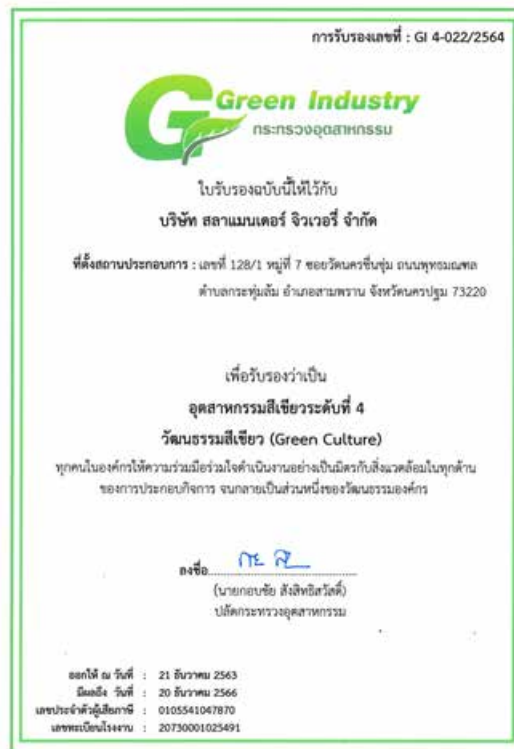 การรับรองเลขที่ : GI 4-022/2564
Green Industry
กระทรวงอุตสาหกรรม
ใบรับรองฉบับนี้ให้ไว้กับ
บริษัท สลาแมนเดอร์ จิวเวอรี่ จำกัด
ที่ตั้งสถานประกอบการ : เลขที่ 128/1 หมู่ที่ 7 ซอยวัดนครชื่นชุ่ม ถนนพุทธมณฑล
ตำบลกระทุ่มล้ม อำเภอสามพราน จังหวัดนครปฐม 73220
เพื่อรับรองว่าเป็น
อุตสาหกรรมสีเขียวระดับที่ 4
วัฒนธรรมสีเขียว (Green Culture)
ทุกคนในองค์กรให้ความร่วมมือร่วมใจดำเนินงานอย่างเป็นมิตรกับสิ่งแวดล้อมในทุกด้าน
ของการประกอบกิจการ จนกลายเป็นส่วนหนึ่งของวัฒนธรรมองค์กร
ลงชื่อ
(นายกอบชัย สังสิทธิสวัสดิ์)
ปลัดกระทรวงอุตสาหกรรม
ออกให้ ณ วันที่ : 21 ธันวาคม 2563
มีผลถึง วันที่ : 20 ธันวาคม 2566
เลขประจำตัวผู้เสียภาษี : 0105541047870
เลขทะเบียนโรงงาน : 20730001025491